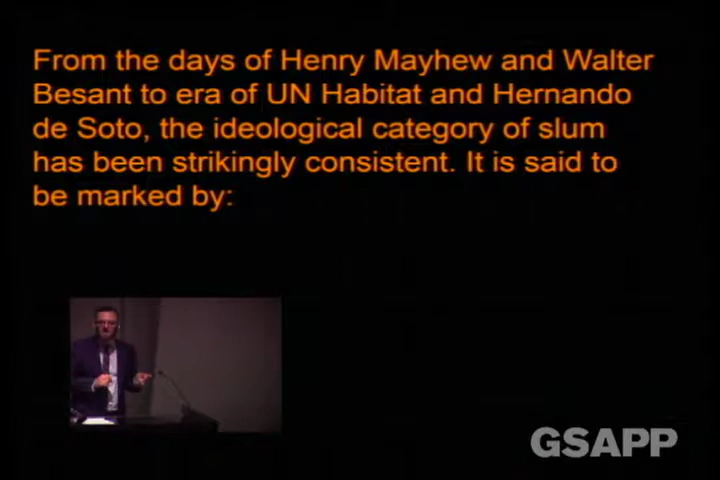 From the days of Henry Mayhew and Walter
Besant to era of UN Habitat and Hernando
de Soto, the ideological category of slum
has been strikingly consistent. It is said to
be marked by:
GSAPP